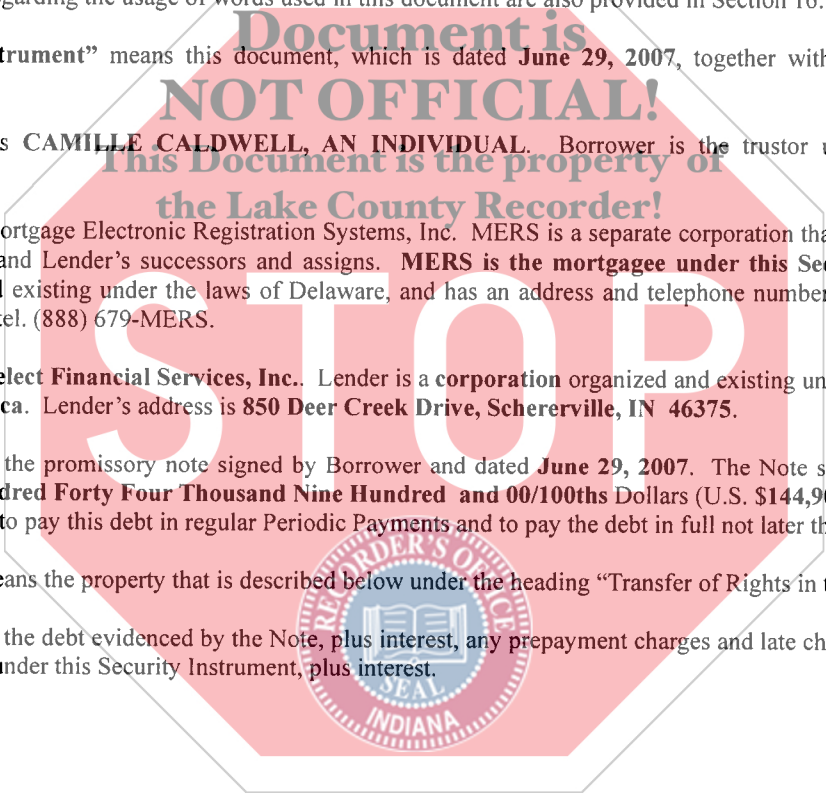 garding the usage of words used in this document are also provided in Section 16.
Document is
trument” means this document, which is dated June 29, 2007, together with
NOT OFFICIAL!
s CAMILLE CALDWELL, AN INDIVIDUAL. Borrower is the trustor u
This Document is the property of
the Lake County Recorder!
ortgage Electronic Registration Systems, Inc. MERS is a separate corporation tha
and Lender’s successors and assigns. MERS is the mortgagee under this Sec
existing under the laws of Delaware, and has an address and telephone number
tel. (888) 679-MERS.
STOP
elect Financial Services, Inc.. Lender is a corporation organized and existing un
ca. Lender’s address is 850 Deer Creek Drive, Schererville, IN 46375.
the promissory note signed by Borrower and dated June 29, 2007. The Note s
dred Forty Four Thousand Nine Hundred and 00/100ths Dollars (U.S. $144,90
to pay this debt in regular Periodic Payments and to pay the debt in full not later th
eans the property that is described below under the heading “Transfer of Rights in t
RECORDER'S OFFICE
the debt evidenced by the Note, plus interest, any prepayment charges and late ch
under this Security Instrument, plus interest.
SEAL
INDIANA